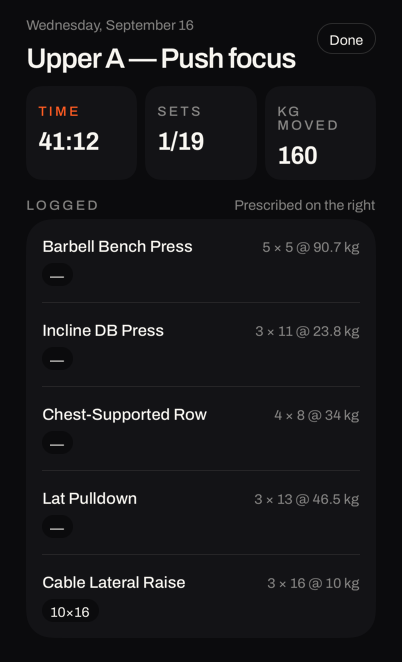 Wednesday, September 16
Upper A — Push focus
Done
TIME
41:12
SETS
1/19
KG
MOVED
160
LOGGED
Prescribed on the right
Barbell Bench Press
5 × 5 @ 90.7 kg
—
Incline DB Press
3 × 11 @ 23.8 kg
—
Chest-Supported Row
4 × 8 @ 34 kg
—
Lat Pulldown
3 × 13 @ 46.5 kg
—
Cable Lateral Raise
3 × 16 @ 10 kg
10×16